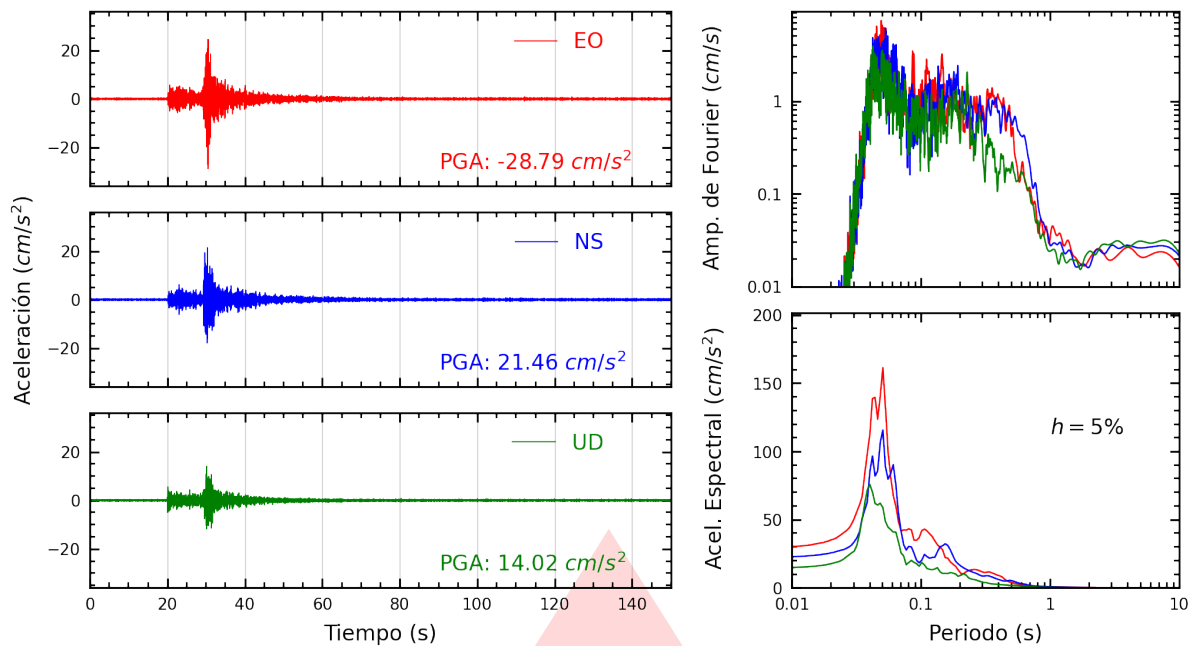 Aceleración (cm/s²)
20
0
−20
EO
PGA: -28.79 cm/s²
20
0
−20
NS
PGA: 21.46 cm/s²
20
0
−20
UD
PGA: 14.02 cm/s²
0 20 40 60 80 100 120 140
Tiempo (s)
Amp. de Fourier (cm/s)
1
0.1
0.01
Acel. Espectral (cm/s²)
200
150
100
50
0
h = 5%
0.01 0.1 1 10
Periodo (s)